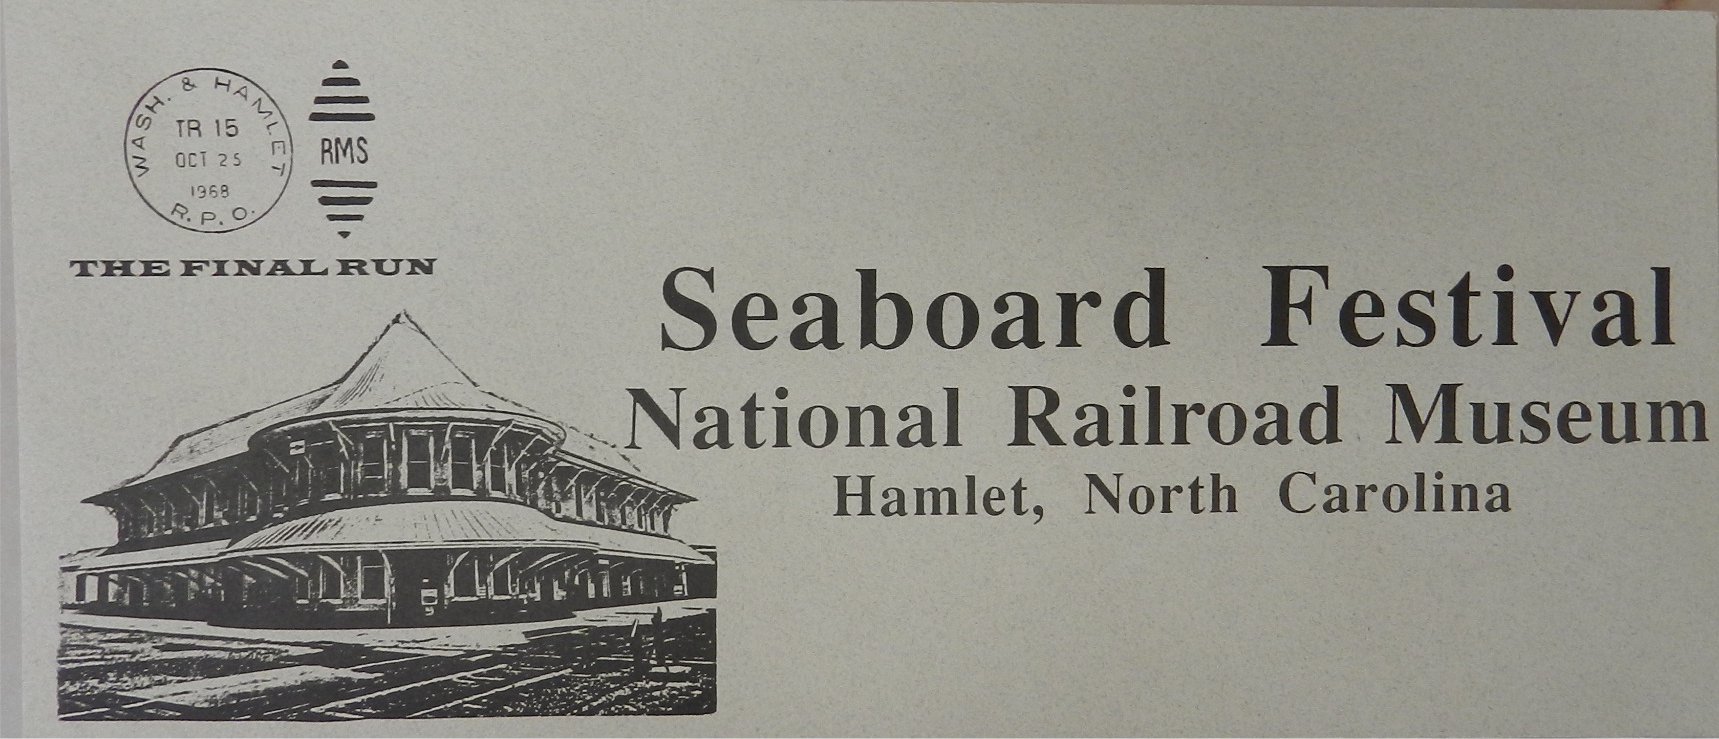 WASH. & HAMLET
TR 15
OCT 25
1968
R.P.O.
RMS
THE FINAL RUN
Seaboard Festival
National Railroad Museum
Hamlet, North Carolina